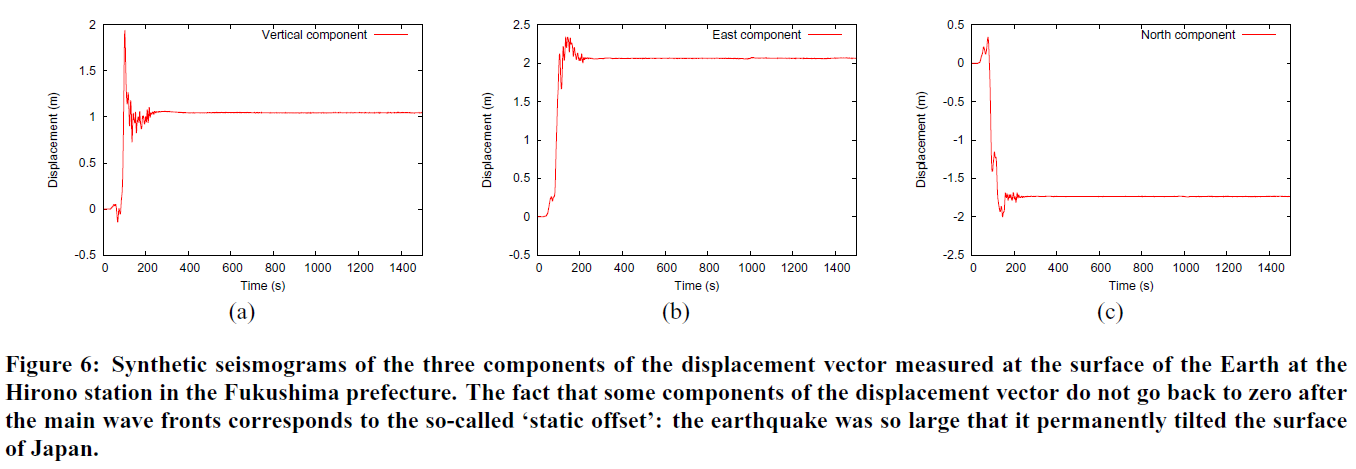 2
1.5
1
0.5
0
-0.5
0 200 400 600 800 1000 1200 1400
Displacement (m)
Time (s)
Vertical component
(a)
2.5
2
1.5
1
0.5
0
-0.5
0 200 400 600 800 1000 1200 1400
Displacement (m)
Time (s)
East component
(b)
0.5
0
-0.5
-1
-1.5
-2
-2.5
0 200 400 600 800 1000 1200 1400
Displacement (m)
Time (s)
North component
(c)
Figure 6: Synthetic seismograms of the three components of the displacement vector measured at the surface of the Earth at the
Hirono station in the Fukushima prefecture. The fact that some components of the displacement vector do not go back to zero after
the main wave fronts corresponds to the so-called ‘static offset’: the earthquake was so large that it permanently tilted the surface
of Japan.